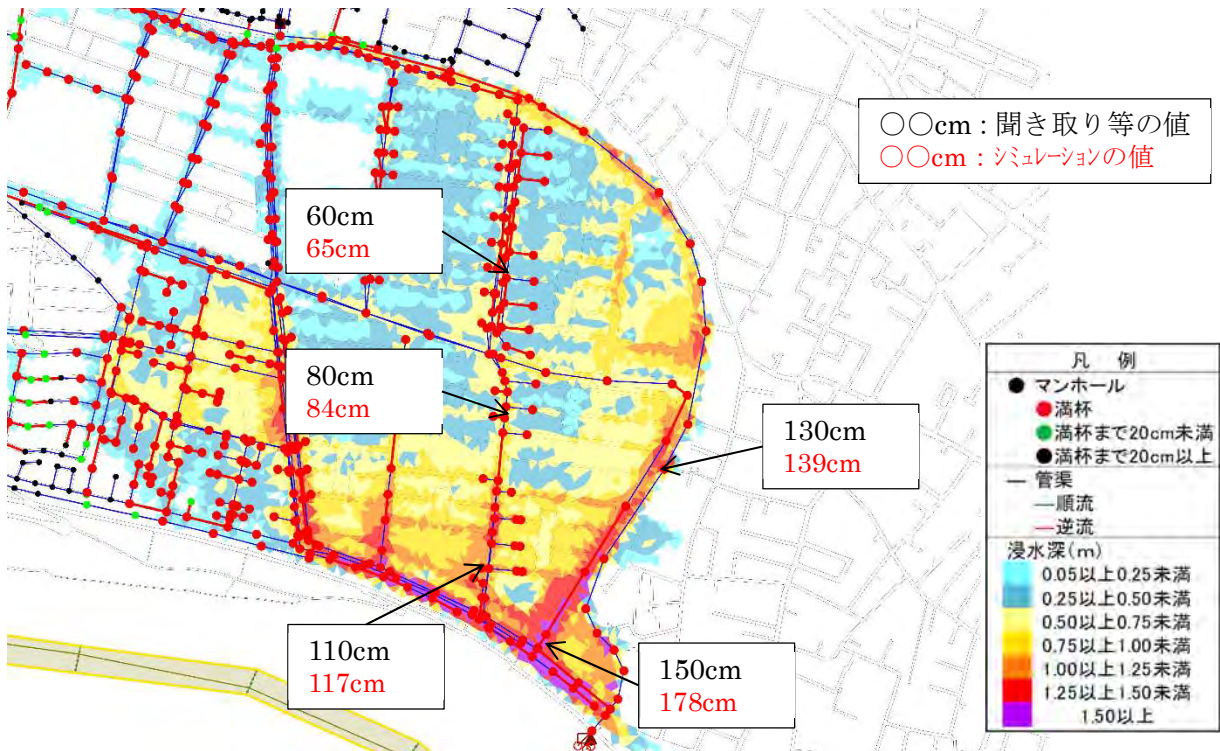 ○○cm : 聞き取り等の値
○○cm : シミュレーションの値
60cm
65cm
80cm
84cm
130cm
139cm
110cm
117cm
150cm
178cm
凡 例
マンホール
満杯
満杯まで20cm未満
満杯まで20cm以上
管渠
順流
逆流
浸水深(m)
0.05以上0.25未満
0.25以上0.50未満
0.50以上0.75未満
0.75以上1.00未満
1.00以上1.25未満
1.25以上1.50未満
1.50以上